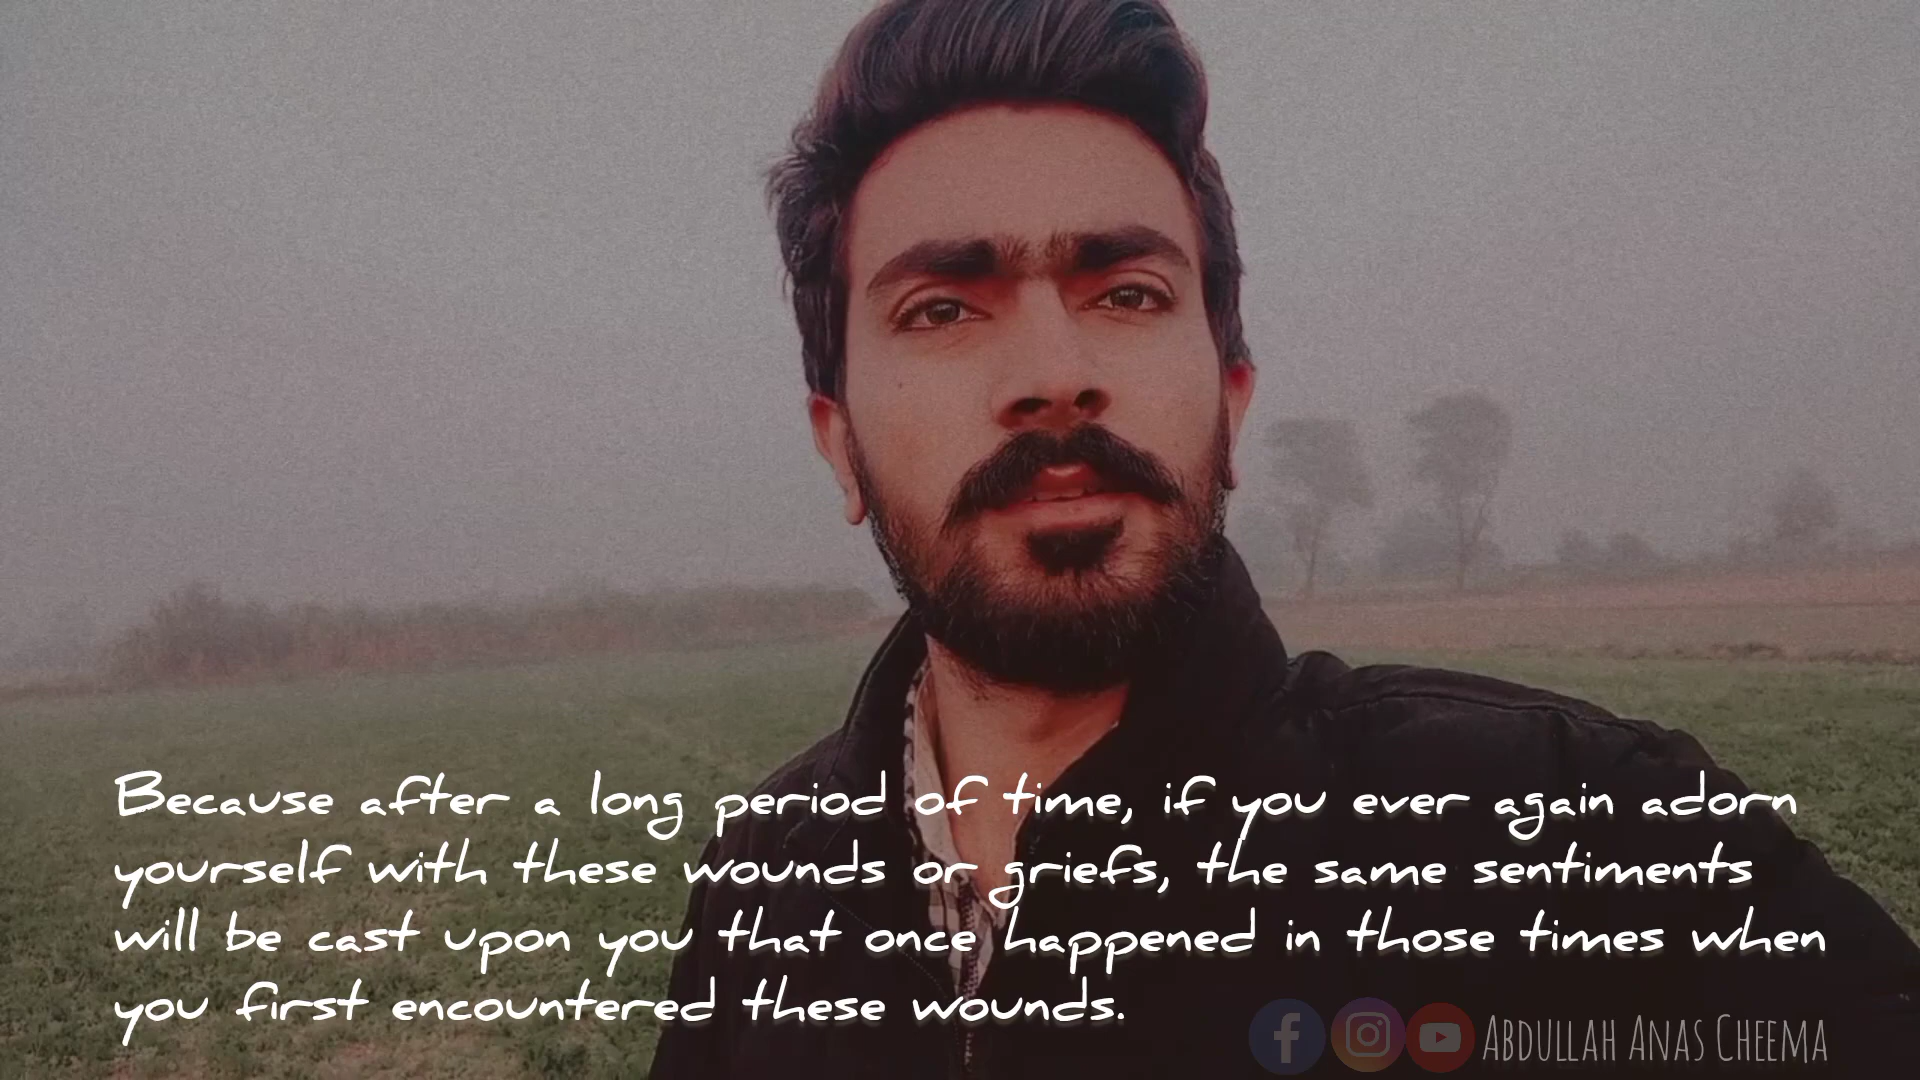 Because after a long period of time, if you ever again adorn
yourself with these wounds or griefs, the same sentiments
will be cast upon you that once happened in those times when
you first encountered these wounds.
Abdullah Anas Cheema